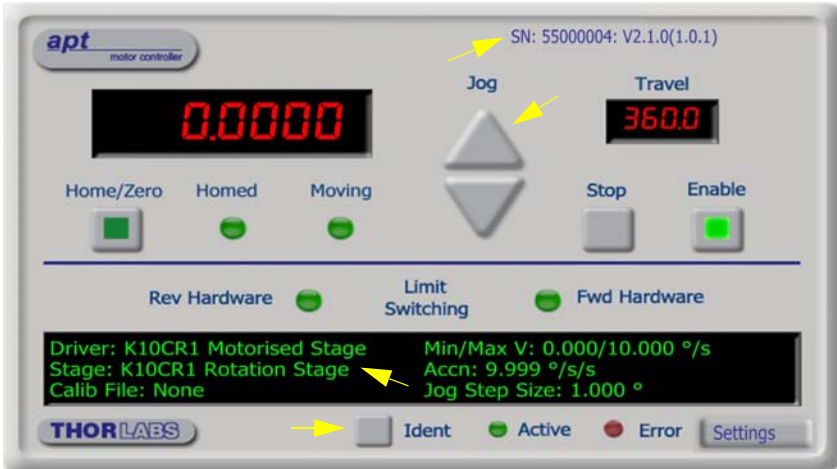 apt
motor controller
SN: 55000004: V2.1.0(1.0.1)
Jog
Travel
0.0000
360.0
Home/Zero Homed Moving
Stop Enable
Rev Hardware
Limit
Switching
Fwd Hardware
Driver: K10CR1 Motorised Stage
Stage: K10CR1 Rotation Stage
Calib File: None
Min/Max V: 0.000/10.000 °/s
Accn: 9.999 °/s/s
Jog Step Size: 1.000 °
THORLABS
Ident Active Error Settings